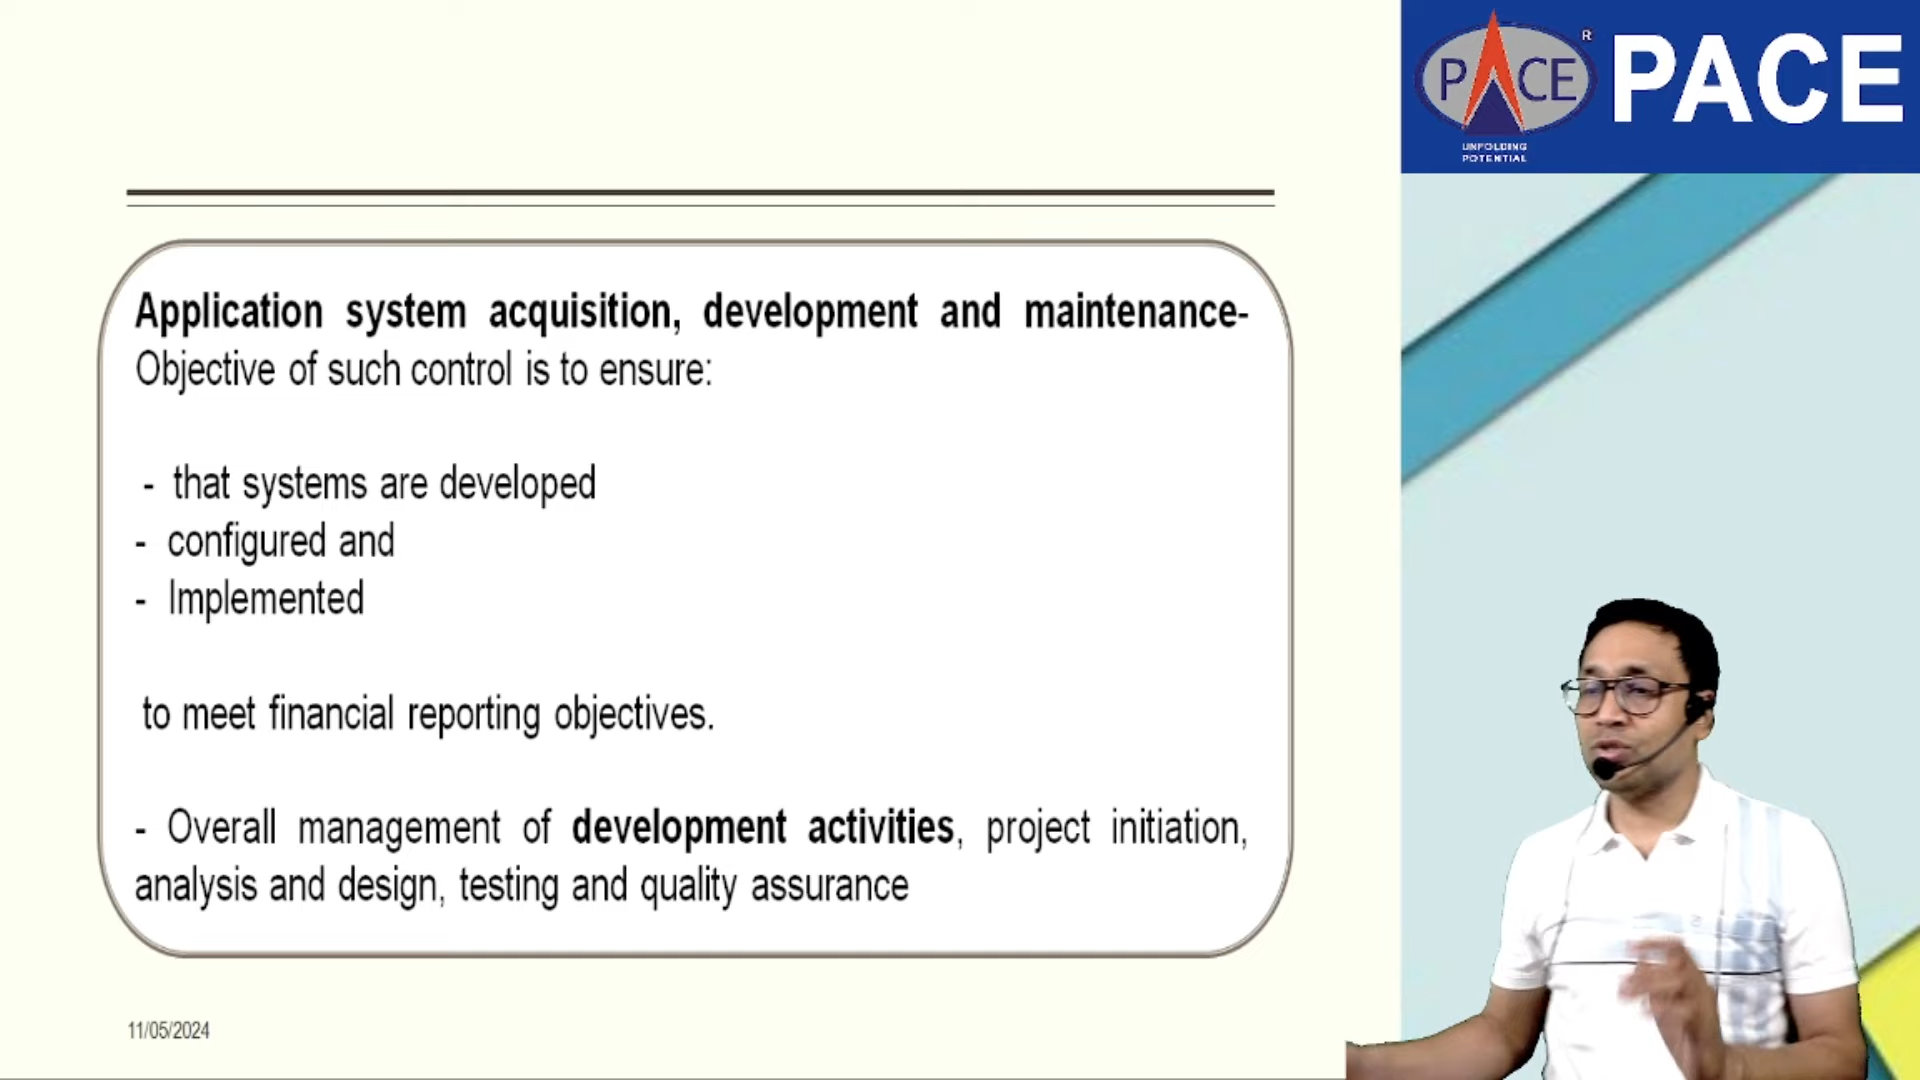 PACE
R
PACE
UNFOLDING
POTENTIAL
Application system acquisition, development and maintenance-
Objective of such control is to ensure:
- that systems are developed
- configured and
- Implemented
to meet financial reporting objectives.
- Overall management of development activities, project initiation,
analysis and design, testing and quality assurance
11/05/2024